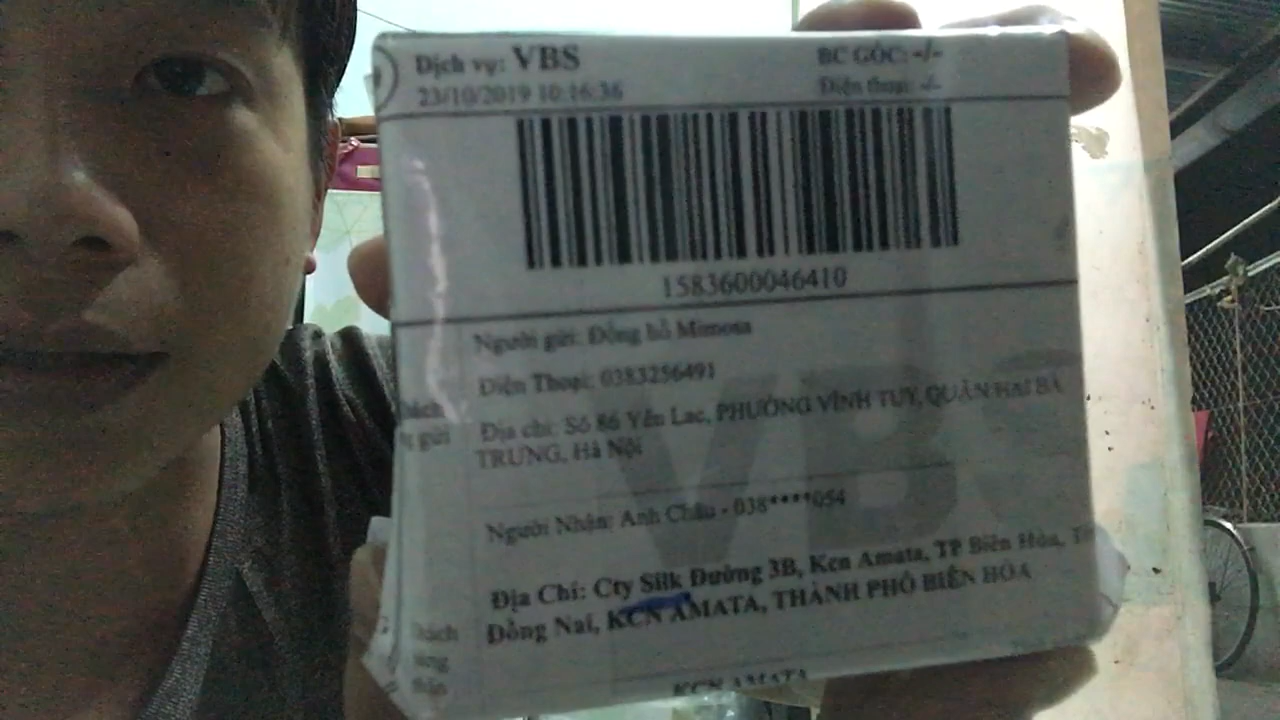 Dịch vụ: VBS
BC GỐC: -/-
23/10/2019 10:16:36
Điện thoại: -/-
1583600046410
Người gửi: Đồng hồ Mimosa
Điện Thoại: 0383256491
Địa chỉ: Số 86 Yên Lạc, PHƯỜNG VĨNH TUY, QUẬN HAI BÀ
TRƯNG, Hà Nội
Người Nhận: Anh Châu - 038****054
Địa Chỉ: Cty Silk Đường 3B, Kcn Amata, TP Biên Hòa,
Đồng Nai, KCN AMATA, THÀNH PHỐ BIÊN HÒA
KCN AMATA
VBS